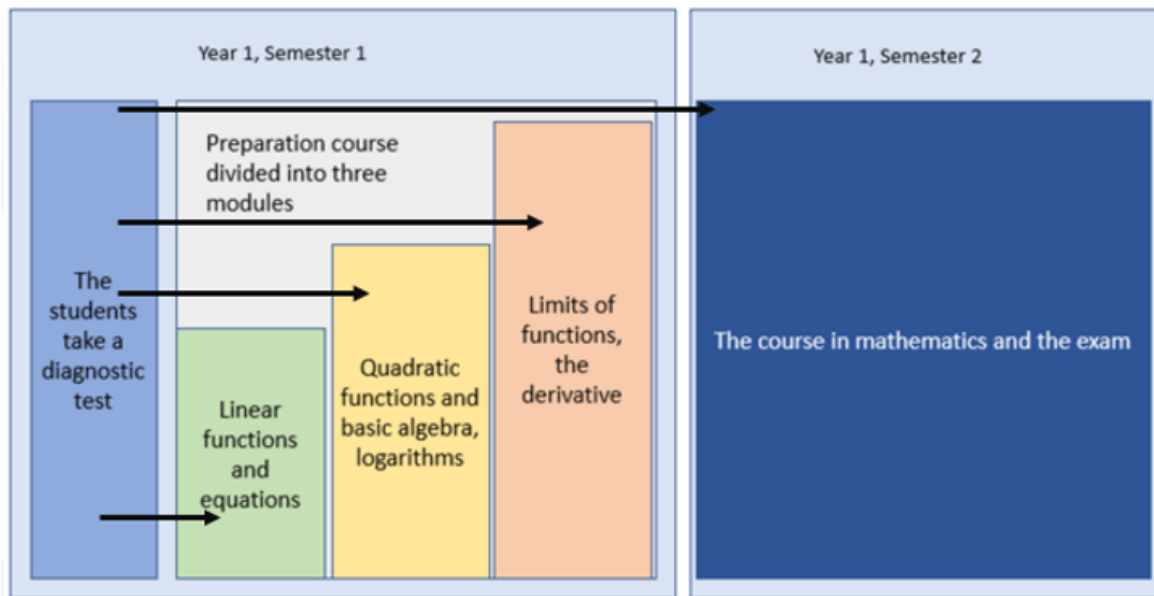 Year 1, Semester 1
Year 1, Semester 2
Preparation course
divided into three
modules
The
students
take a
diagnostic
test
Linear
functions
and
equations
Quadratic
functions and
basic algebra,
logarithms
Limits of
functions,
the
derivative
The course in mathematics and the exam